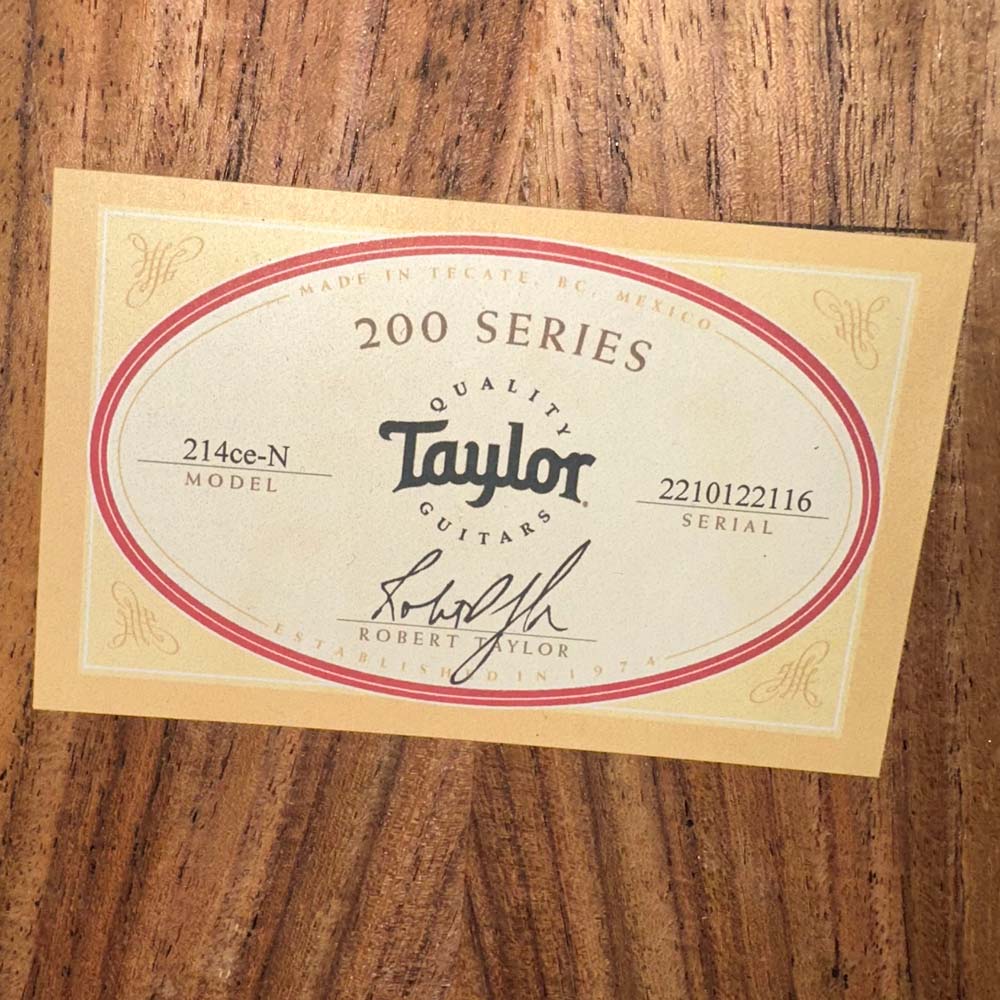 MADE IN TECATE, BC, MEXICO
200 SERIES
QUALITY
Taylor
GUITARS
214ce-N
MODEL
2210122116
SERIAL
ROBERT TAYLOR
ESTABLISHED IN 1974